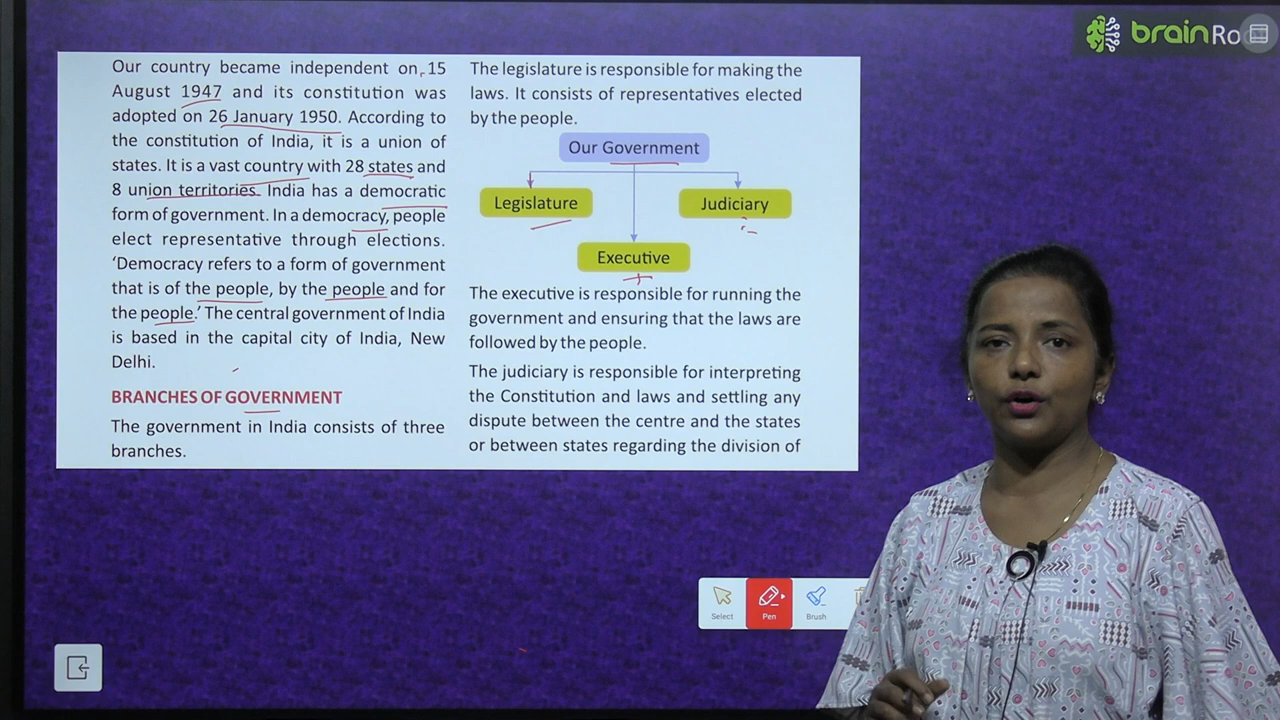 brainRo
Our country became independent on 15
August 1947 and its constitution was
adopted on 26 January 1950. According to
the constitution of India, it is a union of
states. It is a vast country with 28 states and
8 union territories. India has a democratic
form of government. In a democracy, people
elect representative through elections.
‘Democracy refers to a form of government
that is of the people, by the people and for
the people.’ The central government of India
is based in the capital city of India, New
Delhi.
BRANCHES OF GOVERNMENT
The government in India consists of three
branches.
The legislature is responsible for making the
laws. It consists of representatives elected
by the people.
Our Government
Legislature
Judiciary
Executive
The executive is responsible for running the
government and ensuring that the laws are
followed by the people.
The judiciary is responsible for interpreting
the Constitution and laws and settling any
dispute between the centre and the states
or between states regarding the division of
Select
Pen
Brush